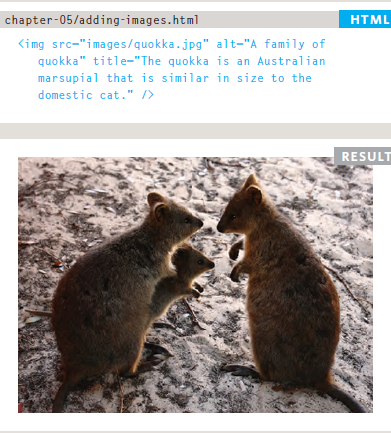 chapter-05/adding-images.html
HTML
<img src="images/quokka.jpg" alt="A family of
quokka" title="The quokka is an Australian
marsupial that is similar in size to the
domestic cat." />
RESULT